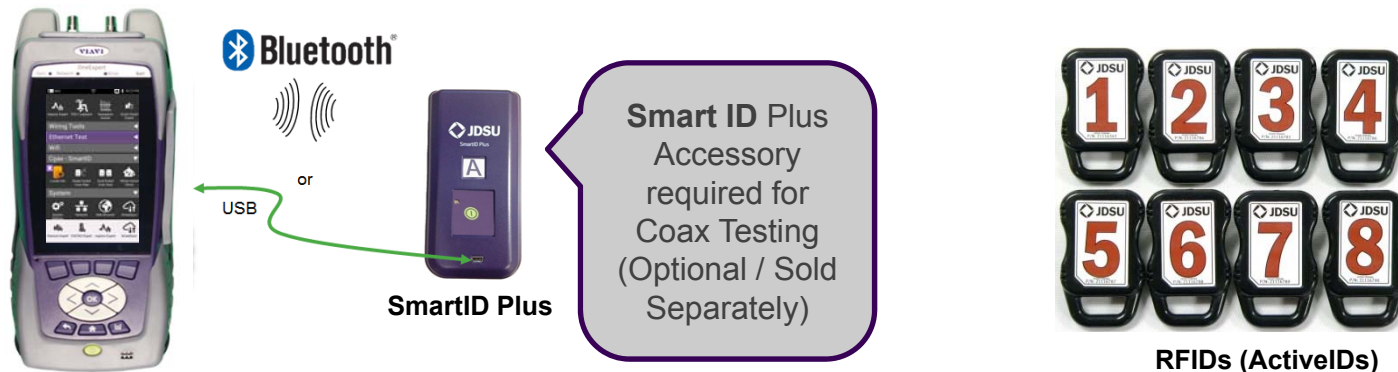 Bluetooth®
or
USB
VIAVI
OneExpert
Wiring Tools
Ethernet Test
Wifi
Coax - SmartID
System
OK
JDSU
SmartID Plus
A
SmartID Plus
Smart ID Plus
Accessory
required for
Coax Testing
(Optional / Sold
Separately)
JDSU
1
JDSU
2
JDSU
3
JDSU
4
JDSU
5
JDSU
6
JDSU
7
JDSU
8
RFIDs (ActiveIDs)